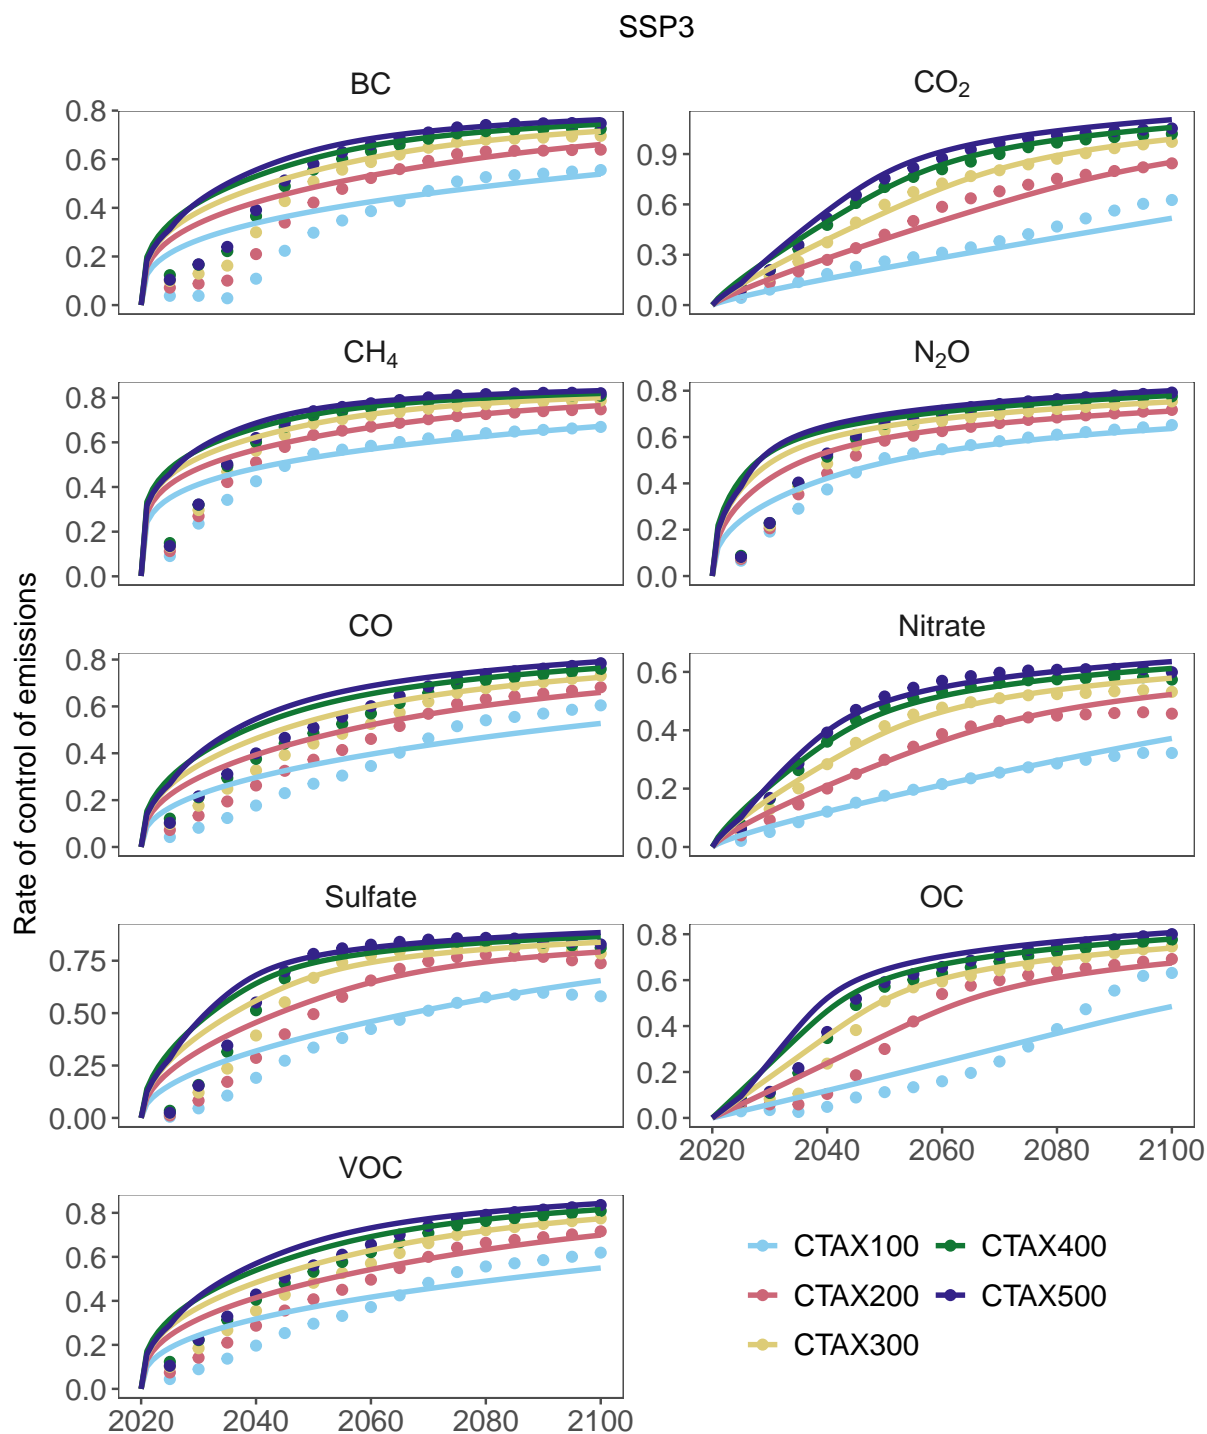 SSP3
BC
0.8
0.6
0.4
0.2
0.0
CO₂
0.9
0.6
0.3
0.0
CH₄
0.8
0.6
0.4
0.2
0.0
N₂O
0.8
0.6
0.4
0.2
0.0
Rate of control of emissions
CO
0.8
0.6
0.4
0.2
0.0
Nitrate
0.6
0.4
0.2
0.0
Sulfate
0.75
0.50
0.25
0.00
OC
0.8
0.6
0.4
0.2
0.0
2020 2040 2060 2080 2100
VOC
0.8
0.6
0.4
0.2
0.0
2020 2040 2060 2080 2100
CTAX100 CTAX400
CTAX200 CTAX500
CTAX300